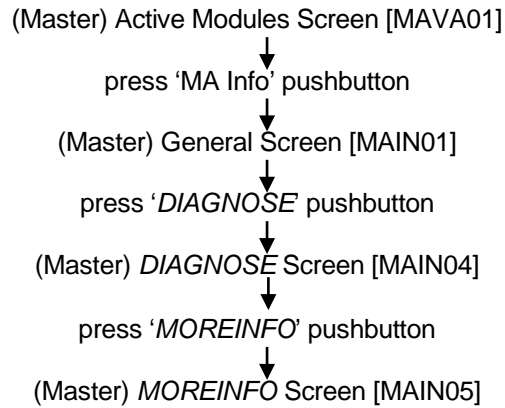 (Master) Active Modules Screen [MAVA01]
press ‘MA Info’ pushbutton
(Master) General Screen [MAIN01]
press ‘DIAGNOSE’ pushbutton
(Master) DIAGNOSE Screen [MAIN04]
press ‘MOREINFO’ pushbutton
(Master) MOREINFO Screen [MAIN05]